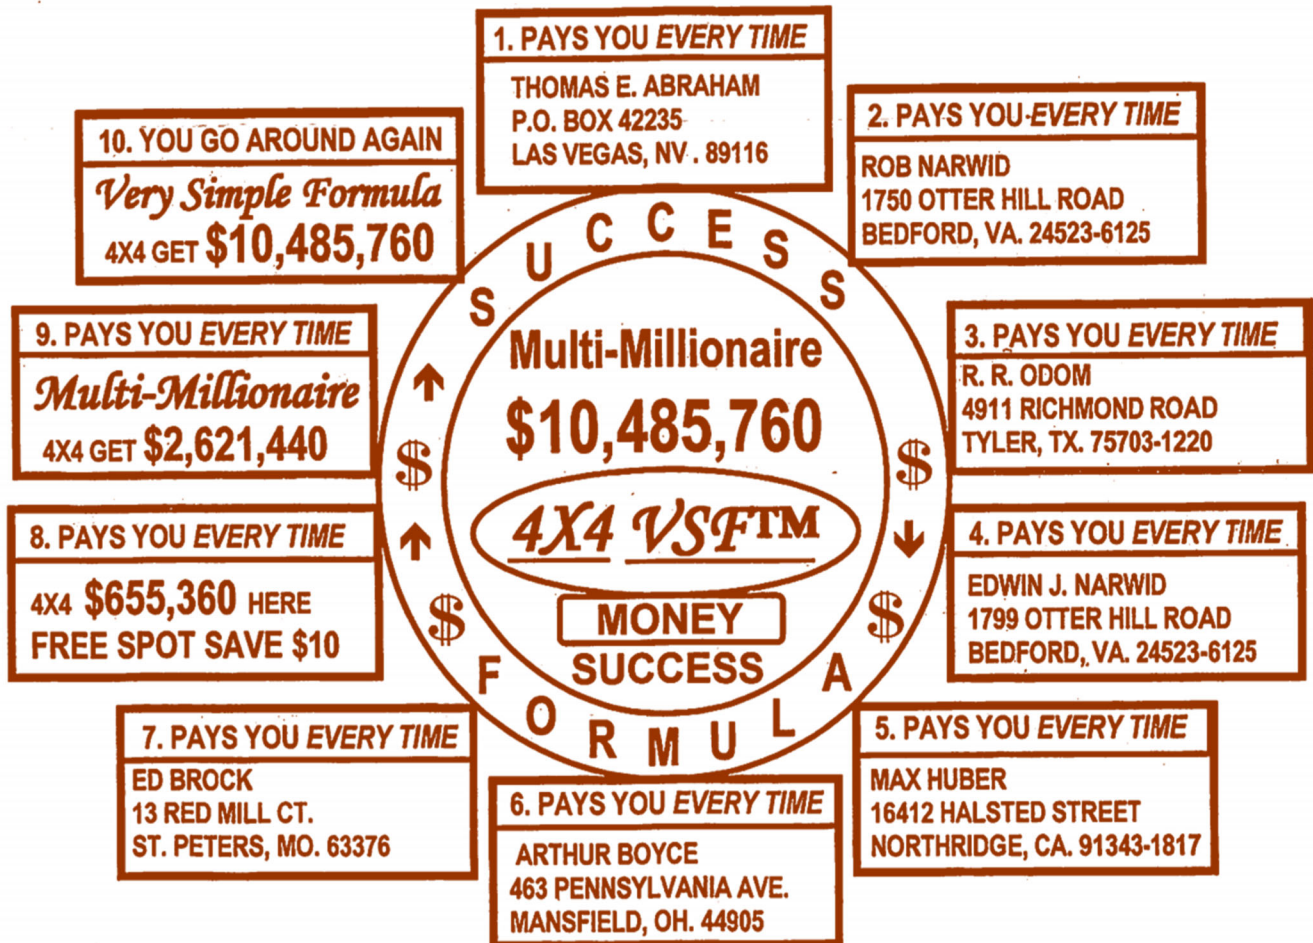 1. PAYS YOU EVERY TIME
THOMAS E. ABRAHAM
P.O. BOX 42235
LAS VEGAS, NV . 89116
2. PAYS YOU EVERY TIME
ROB NARWID
1750 OTTER HILL ROAD
BEDFORD, VA. 24523-6125
3. PAYS YOU EVERY TIME
R. R. ODOM
4911 RICHMOND ROAD
TYLER, TX. 75703-1220
4. PAYS YOU EVERY TIME
EDWIN J. NARWID
1799 OTTER HILL ROAD
BEDFORD, VA. 24523-6125
5. PAYS YOU EVERY TIME
MAX HUBER
16412 HALSTED STREET
NORTHRIDGE, CA. 91343-1817
6. PAYS YOU EVERY TIME
ARTHUR BOYCE
463 PENNSYLVANIA AVE.
MANSFIELD, OH. 44905
7. PAYS YOU EVERY TIME
ED BROCK
13 RED MILL CT.
ST. PETERS, MO. 63376
8. PAYS YOU EVERY TIME
4X4 $655,360 HERE
FREE SPOT SAVE $10
9. PAYS YOU EVERY TIME
Multi-Millionaire
4X4 GET $2,621,440
10. YOU GO AROUND AGAIN
Very Simple Formula
4X4 GET $10,485,760
SUCCESS
$
$
FORMULA
$
$
Multi-Millionaire
$10,485,760
4X4 VSF™
MONEY
SUCCESS